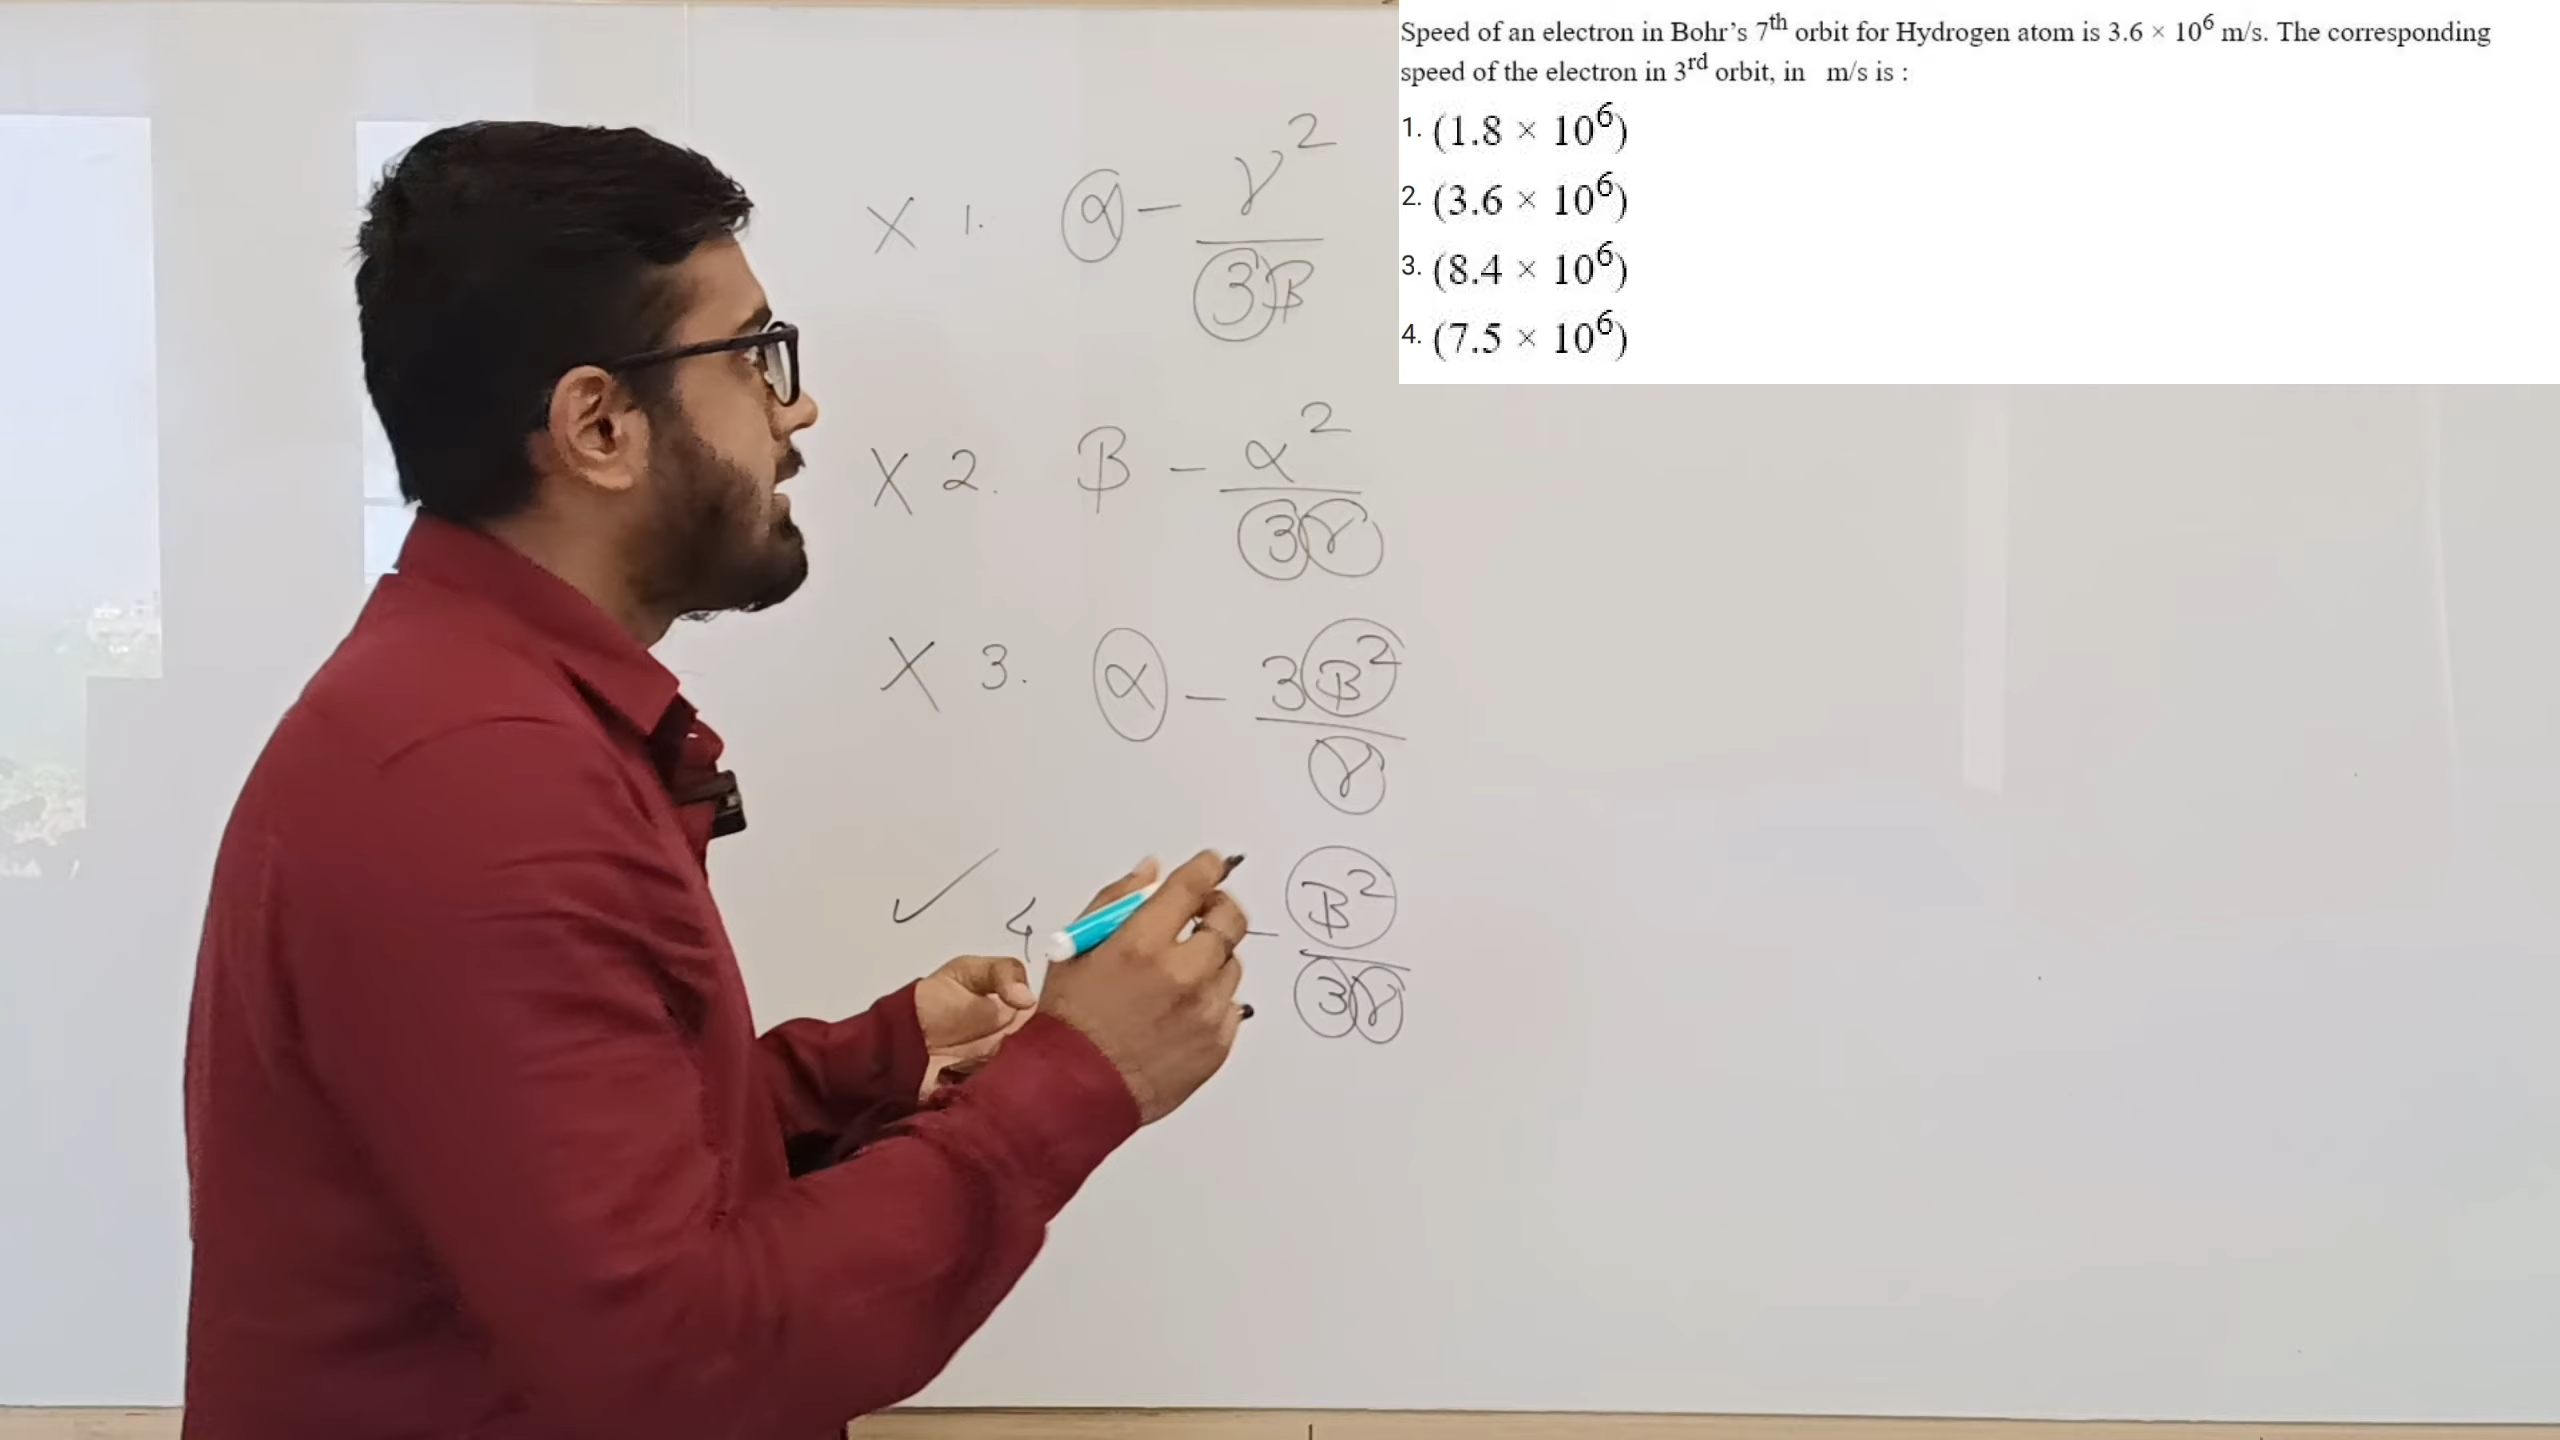 Speed of an electron in Bohr’s 7th orbit for Hydrogen atom is 3.6 × 10⁶ m/s. The corresponding
speed of the electron in 3rd orbit, in m/s is :
1. (1.8 × 10⁶)
2. (3.6 × 10⁶)
3. (8.4 × 10⁶)
4. (7.5 × 10⁶)
X 1. α - γ² / 3β
X 2. β - α² / 3γ
X 3. α - 3β² / γ
✓ 4 - β² / 3γ